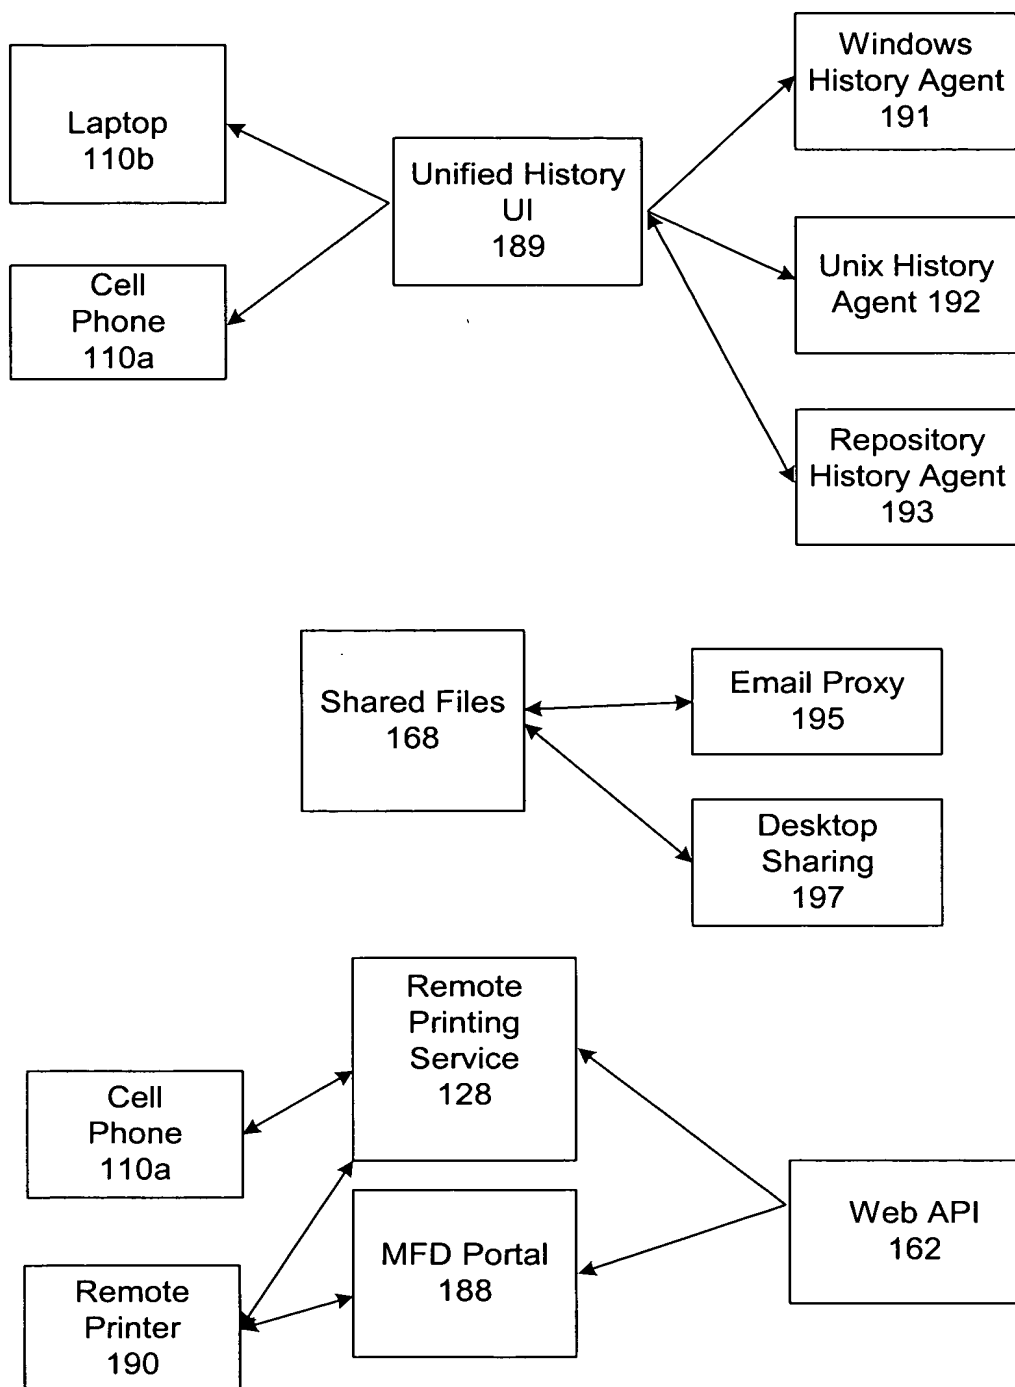 Laptop
110b
Cell
Phone
110a
Unified History
UI
189
Windows
History Agent
191
Unix History
Agent 192
Repository
History Agent
193
Shared Files
168
Email Proxy
195
Desktop
Sharing
197
Cell
Phone
110a
Remote
Printer
190
Remote
Printing
Service
128
MFD Portal
188
Web API
162